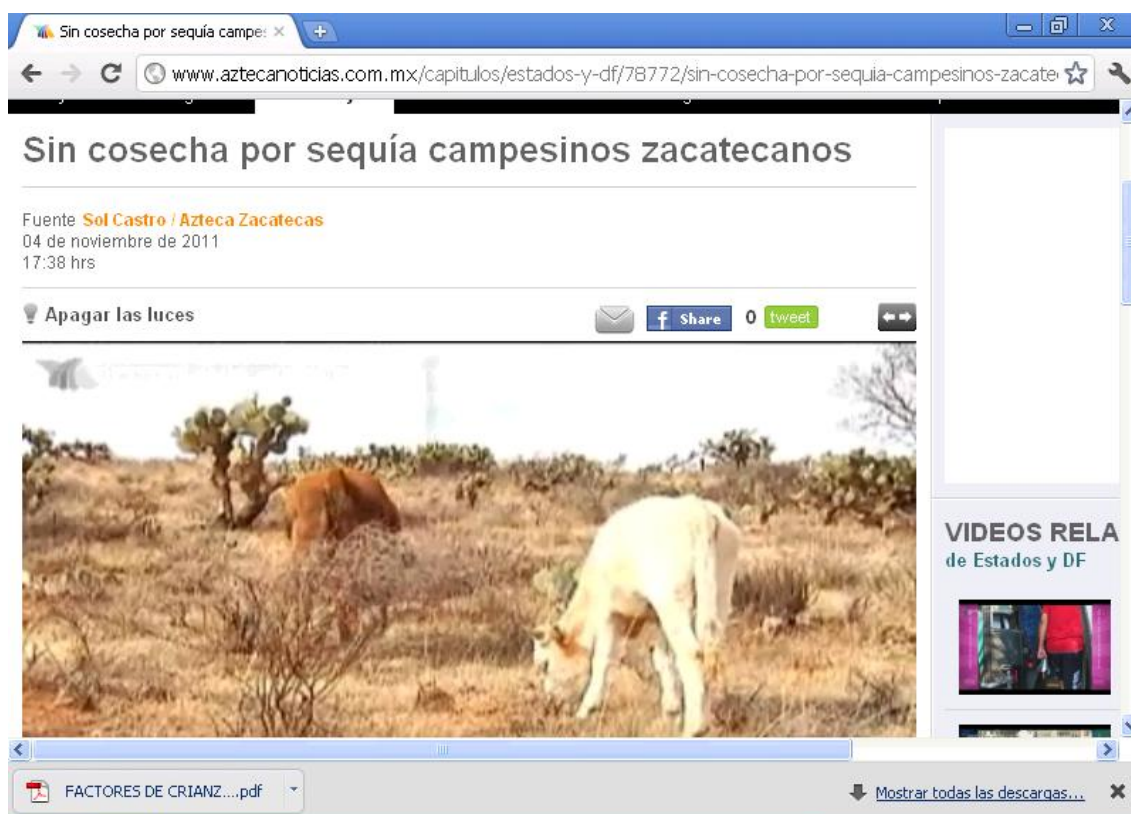 Sin cosecha por sequía campe
www.aztecanoticias.com.mx/capitulos/estados-y-df/78772/sin-cosecha-por-sequia-campesinos-zacate
Sin cosecha por sequía campesinos zacatecanos
Fuente Sol Castro / Azteca Zacatecas
04 de noviembre de 2011
17:38 hrs
Apagar las luces
f Share 0 tweet
VIDEOS RELA
de Estados y DF
FACTORES DE CRIANZ....pdf
Mostrar todas las descargas...